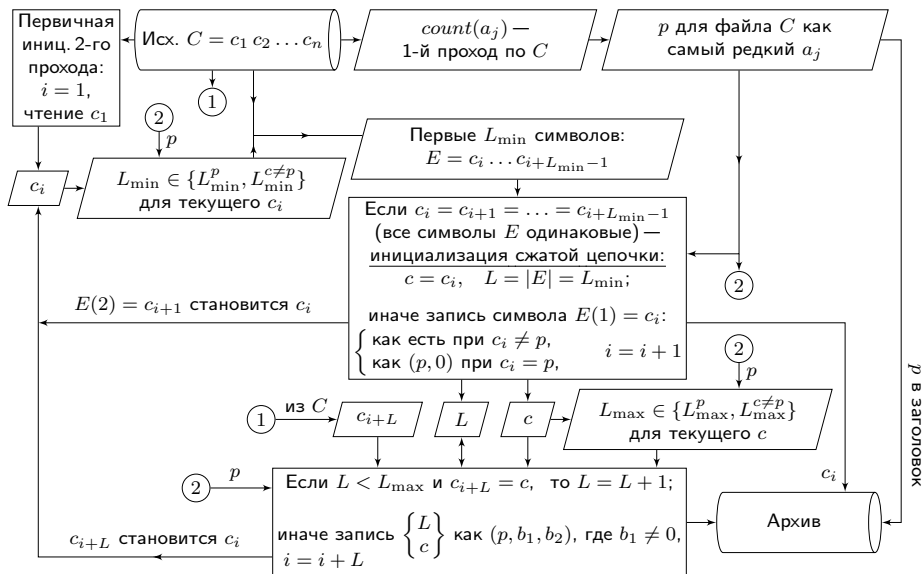 Первичная
иниц. 2-го
прохода:
i = 1,
чтение c₁
Исх. C = c₁ c₂ … cₙ
count(aⱼ) —
1-й проход по C
p для файла C как
самый редкий aⱼ
1
2
p
cᵢ
L_min ∈ {L^p_min, L^{c≠p}_min}
для текущего cᵢ
Первые L_min символов:
E = cᵢ … c_{i+L_min−1}
Если cᵢ = c_{i+1} = … = c_{i+L_min−1}
(все символы E одинаковые) —
инициализация сжатой цепочки:
c = cᵢ, L = |E| = L_min;
иначе запись символа E(1) = cᵢ:
как есть при cᵢ ≠ p,
как (p, 0) при cᵢ = p,
i = i + 1
2
E(2) = c_{i+1} становится cᵢ
2
p
p в заголовок
1
из C
c_{i+L}
L
c
L_max ∈ {L^p_max, L^{c≠p}_max}
для текущего c
2
p
Если L < L_max и c_{i+L} = c, то L = L + 1;
иначе запись {L c} как (p, b₁, b₂), где b₁ ≠ 0,
i = i + L
c_{i+L} становится cᵢ
cᵢ
Архив